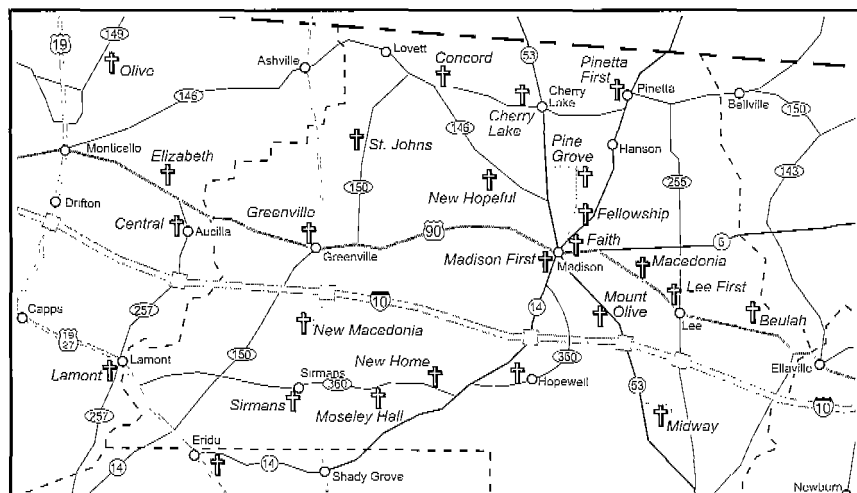 149
19
53
Lovett
Ashville
Concord
Pinetta
First
Olive
Pinetta
Bellville
146
Cherry
Lake
Cherry
Lake
150
146
St. Johns
Pine
Grove
Hanson
Monticello
Elizabeth
150
New Hopeful
255
143
Drifton
Central
Greenville
Fellowship
Aucilla
90
Faith
6
Greenville
Madison First
Madison
Macedonia
Lee First
257
10
14
Mount
Olive
Capps
19
27
New Macedonia
Lee
Beulah
150
360
Lamont
New Home
Ellaville
Lamont
Sirmans
360
Hopewell
53
10
Sirmans
Moseley Hall
257
Midway
Eridu
14
14
Shady Grove
Newburn